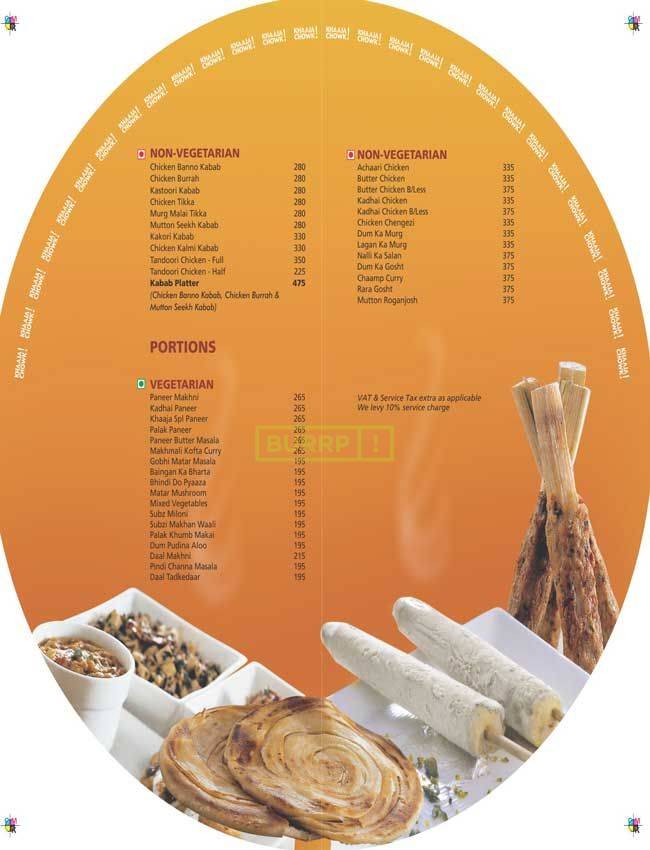 KHAAJA CHOWK!
NON-VEGETARIAN
Chicken Banno Kabab 280
Chicken Burrah 280
Kastoori Kabab 280
Chicken Tikka 280
Murg Malai Tikka 280
Mutton Seekh Kabab 280
Kakori Kabab 330
Chicken Kalmi Kabab 330
Tandoori Chicken - Full 350
Tandoori Chicken - Half 225
Kabab Platter 475
(Chicken Banno Kabab, Chicken Burrah &
Mutton Seekh Kabab)
PORTIONS
VEGETARIAN
Paneer Makhni 265
Kadhai Paneer 265
Khaaja Spl Paneer 265
Palak Paneer 265
Paneer Butter Masala 265
Makhmali Kofta Curry 265
Gobhi Matar Masala 195
Baingan Ka Bharta 195
Bhindi Do Pyaaza 195
Matar Mushroom 195
Mixed Vegetables 195
Subz Miloni 195
Subzi Makhan Waali 195
Palak Khumb Makai 195
Dum Pudina Aloo 195
Daal Makhni 215
Pindi Channa Masala 195
Daal Tadkedaar 195
NON-VEGETARIAN
Achaari Chicken 335
Butter Chicken 335
Butter Chicken B/Less 375
Kadhai Chicken 335
Kadhai Chicken B/Less 375
Chicken Chengezi 335
Dum Ka Murg 335
Lagan Ka Murg 335
Nalli Ka Salan 375
Dum Ka Gosht 375
Chaamp Curry 375
Rara Gosht 375
Mutton Roganjosh 375
VAT & Service Tax extra as applicable
We levy 10% service charge
BURRP!